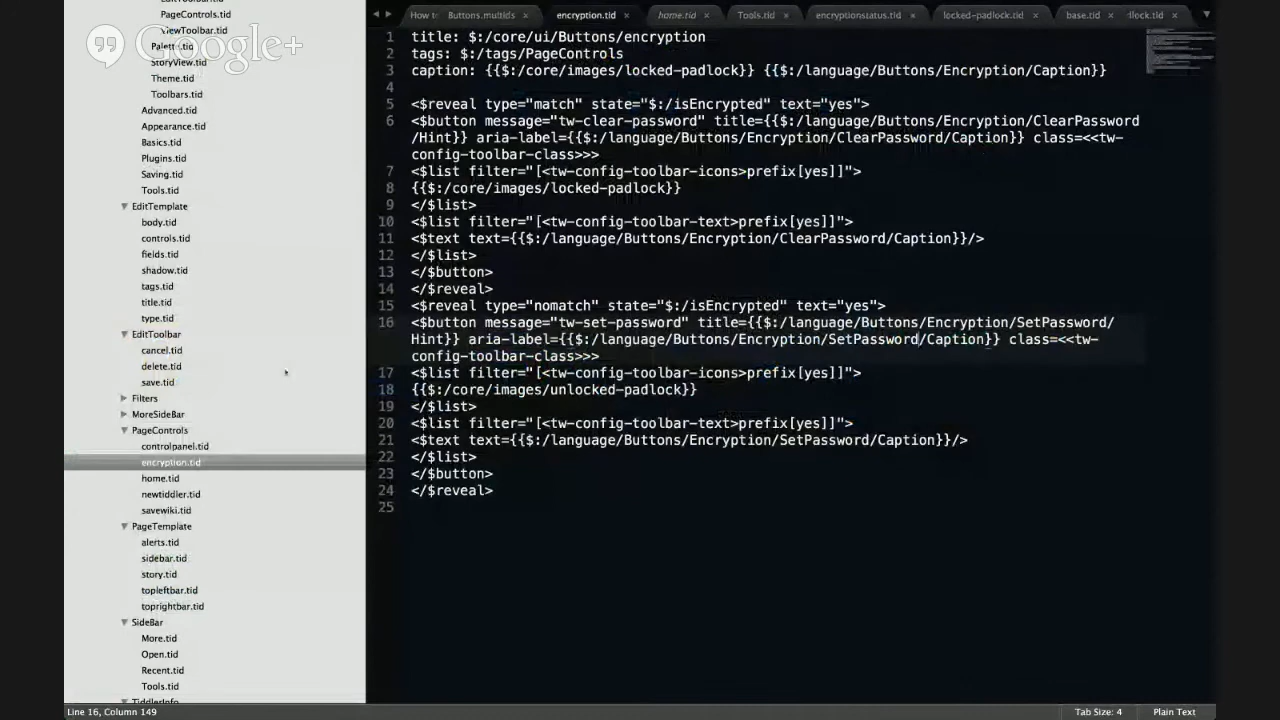 EditToolbar.tid
PageControls.tid
ViewToolbar.tid
Palette.tid
StoryView.tid
Theme.tid
Toolbars.tid
Advanced.tid
Appearance.tid
Basics.tid
Plugins.tid
Saving.tid
Tools.tid
EditTemplate
body.tid
controls.tid
fields.tid
shadow.tid
tags.tid
title.tid
type.tid
EditToolbar
cancel.tid
delete.tid
save.tid
Filters
MoreSideBar
PageControls
controlpanel.tid
encryption.tid
home.tid
newtiddler.tid
savewiki.tid
PageTemplate
alerts.tid
sidebar.tid
story.tid
topleftbar.tid
toprightbar.tid
SideBar
More.tid
Open.tid
Recent.tid
Tools.tid
TiddlerInfo
Google+
How t Buttons.multids × encryption.tid × home.tid × Tools.tid × encryptionstatus.tid × locked-padlock.tid × base.tid × lock.tid ×
1 title: $:/core/ui/Buttons/encryption
2 tags: $:/tags/PageControls
3 caption: {{$:/core/images/locked-padlock}} {{$:/language/Buttons/Encryption/Caption}}
4
5 <$reveal type="match" state="$:/isEncrypted" text="yes">
6 <$button message="tw-clear-password" title={{$:/language/Buttons/Encryption/ClearPassword
/Hint}} aria-label={{$:/language/Buttons/Encryption/ClearPassword/Caption}} class=<<tw-
config-toolbar-class>>>
7 <$list filter="[<tw-config-toolbar-icons>prefix[yes]]">
8 {{$:/core/images/locked-padlock}}
9 </$list>
10 <$list filter="[<tw-config-toolbar-text>prefix[yes]]">
11 <$text text={{$:/language/Buttons/Encryption/ClearPassword/Caption}}/>
12 </$list>
13 </$button>
14 </$reveal>
15 <$reveal type="nomatch" state="$:/isEncrypted" text="yes">
16 <$button message="tw-set-password" title={{$:/language/Buttons/Encryption/SetPassword/
Hint}} aria-label={{$:/language/Buttons/Encryption/SetPassword/Caption}} class=<<tw-
config-toolbar-class>>>
17 <$list filter="[<tw-config-toolbar-icons>prefix[yes]]">
18 {{$:/core/images/unlocked-padlock}}
19 </$list>
20 <$list filter="[<tw-config-toolbar-text>prefix[yes]]">
21 <$text text={{$:/language/Buttons/Encryption/SetPassword/Caption}}/>
22 </$list>
23 </$button>
24 </$reveal>
25
Line 16, Column 149
Tab Size: 4
Plain Text